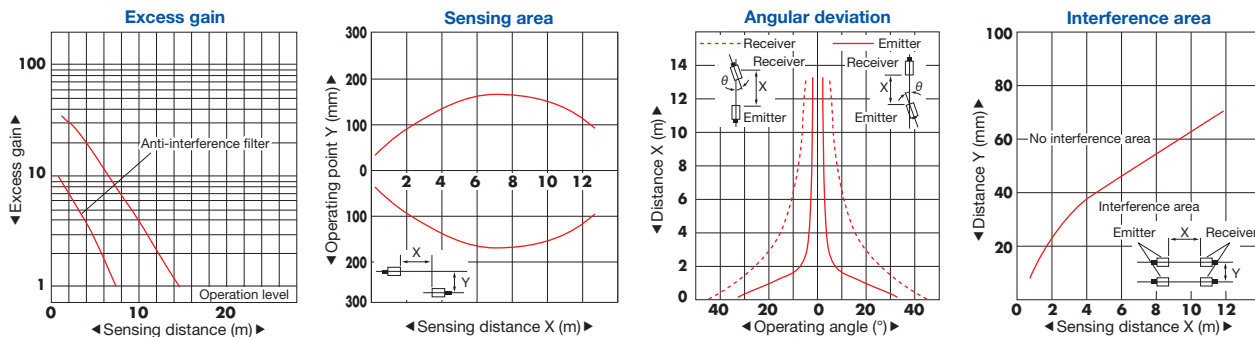 Excess gain
100
10
1
Anti-interference filter
Operation level
0
10
20
◄Excess gain►
◄Sensing distance (m)►
Sensing area
300
200
100
0
100
200
300
2
4
6
8
10
12
X
Y
◄Operating point Y (mm)►
◄Sensing distance X (m)►
Angular deviation
Receiver
Emitter
14
12
10
8
6
4
2
0
Receiver
θ
X
Emitter
Receiver
X
θ
Emitter
40
20
0
20
40
◄Distance X (m)►
◄Operating angle (°)►
Interference area
100
80
60
40
20
0
No interference area
Interference area
Emitter
X
Receiver
Y
2
4
6
8
10
12
◄Distance Y (mm)►
◄Sensing distance X (m)►